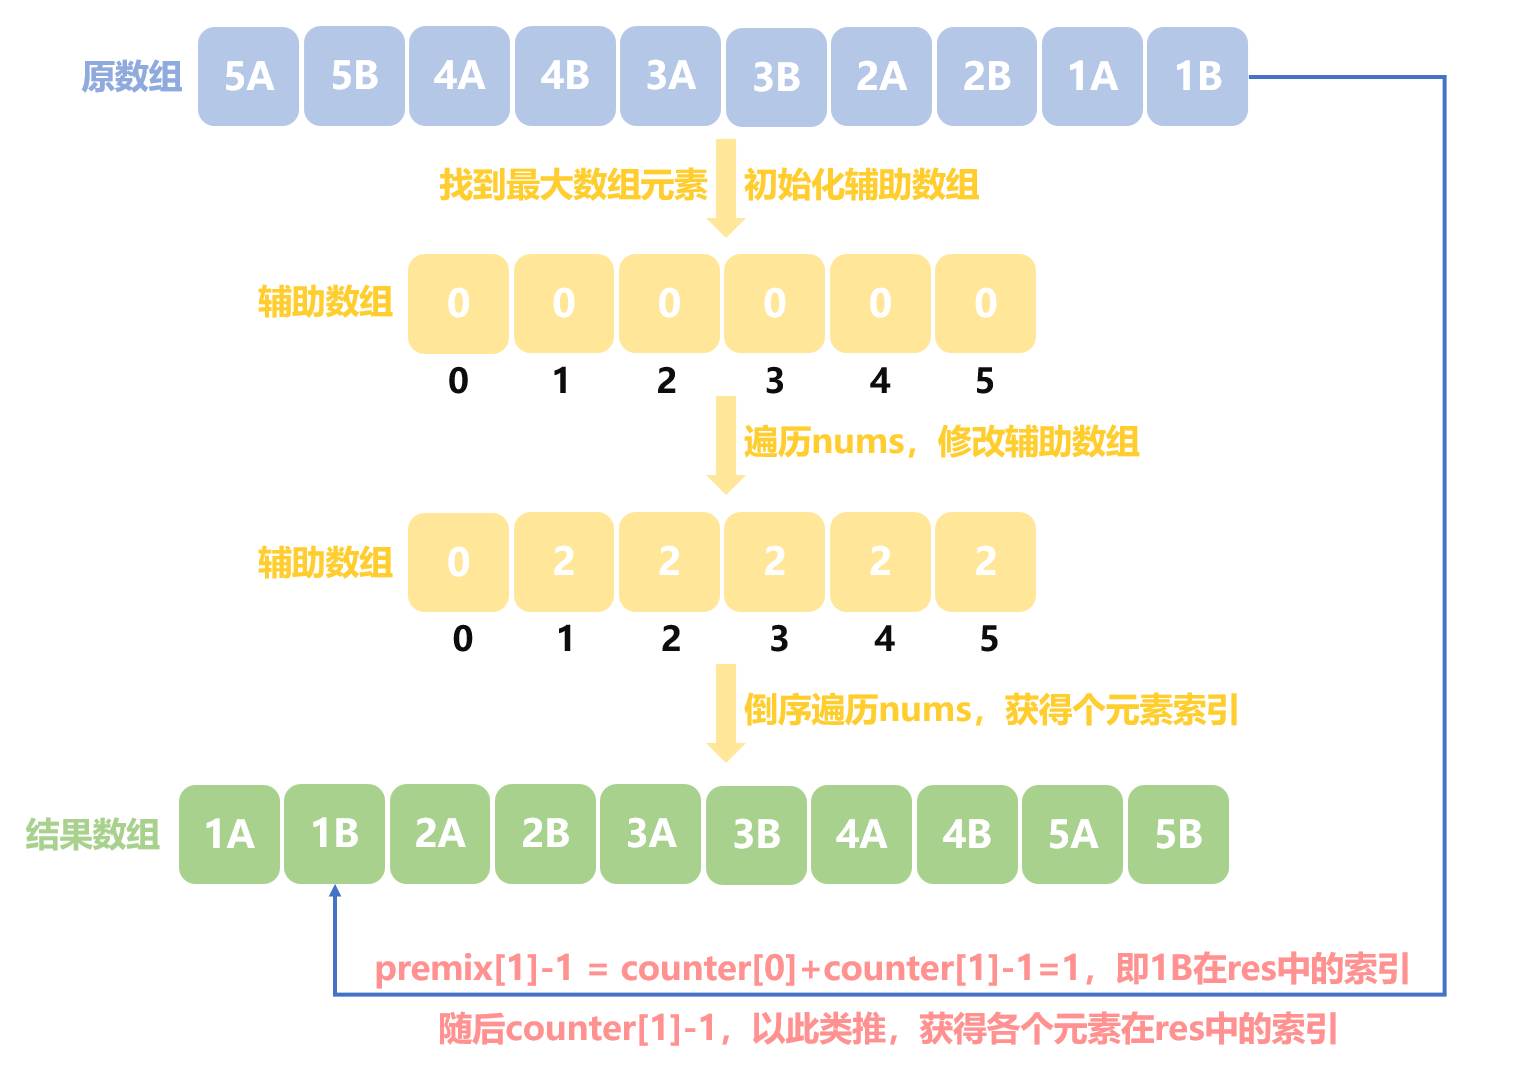 原数组 5A 5B 4A 4B 3A 3B 2A 2B 1A 1B
找到最大数组元素 初始化辅助数组
辅助数组 0 0 0 0 0 0
0 1 2 3 4 5
遍历nums，修改辅助数组
辅助数组 0 2 2 2 2 2
0 1 2 3 4 5
倒序遍历nums，获得个元素索引
结果数组 1A 1B 2A 2B 3A 3B 4A 4B 5A 5B
premix[1]-1 = counter[0]+counter[1]-1=1，即1B在res中的索引
随后counter[1]-1，以此类推，获得各个元素在res中的索引